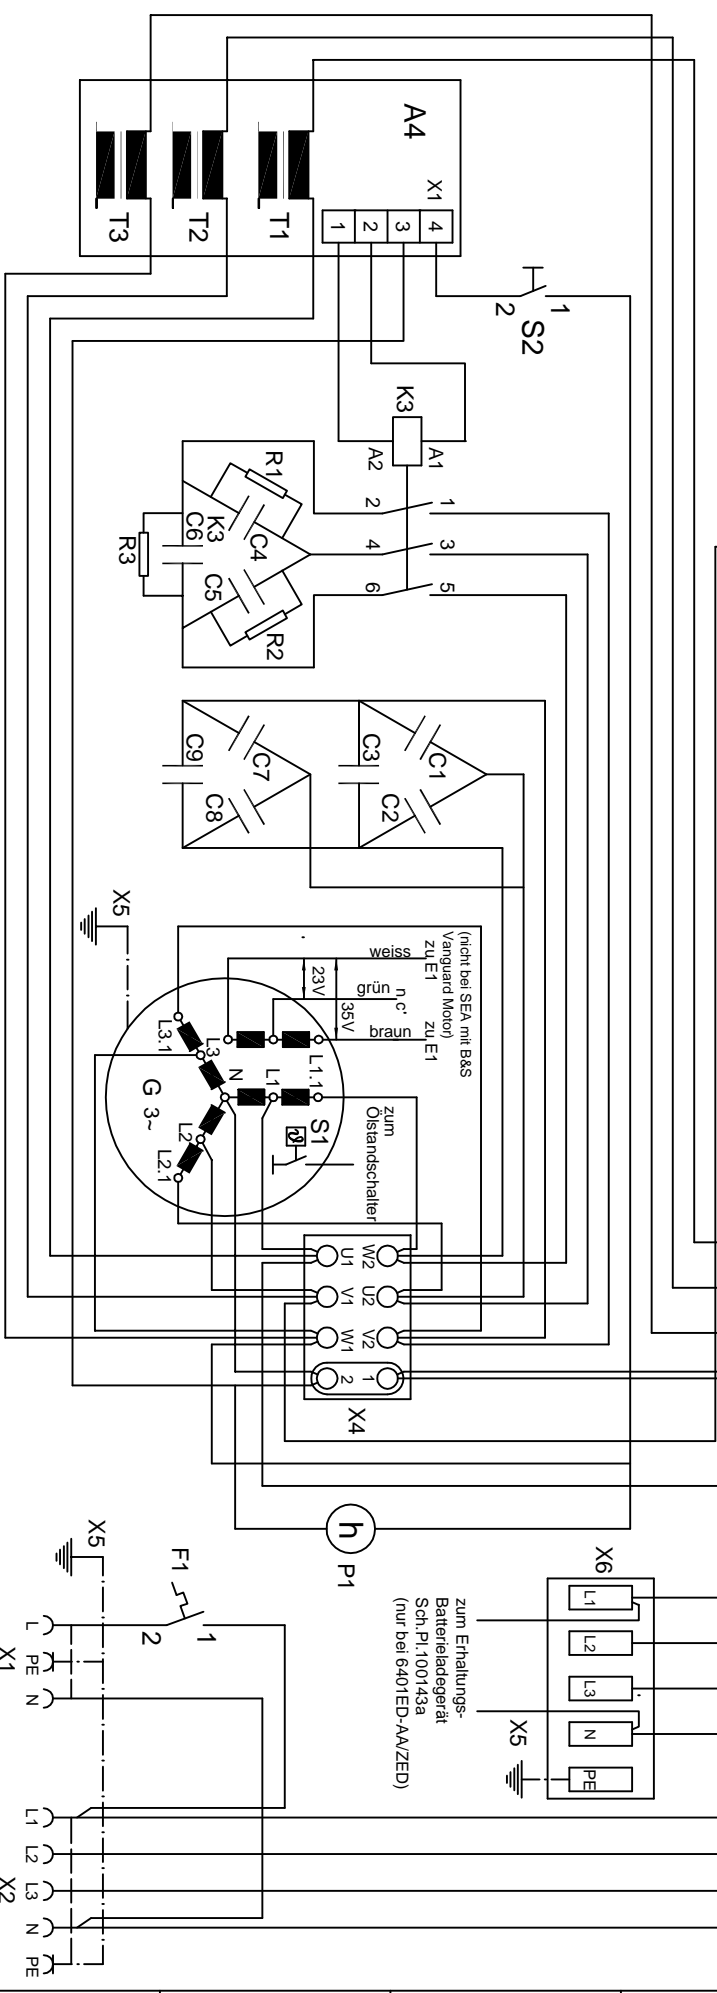 A4
X1
1
2
3
4
T3
T2
T1
1
2
S2
K3
A2
A1
R1
2
1
K3
C6
C4
4
3
R3
C5
6
5
R2
C9
C7
C3
C1
C8
C2
X5
(nicht bei SEA mit B&S
Vanguard Motor)
weiss
zu E1
23V
grün n.c'
35V
braun
zu E1
L3.1
L3
N
L1
L1.1
G 3~
L2
L2.1
S1
zum
Ölstandschalter
U1
W2
V1
U2
W1
V2
2
1
X4
h
P1
X5
F1
1
2
X6
L1
L2
L3
N
PE
zum Erhaltungs-
Batterieladegerät
Sch.Pl.100143a
(nur bei 6401ED-AA/ZED)
X5
L
PE
N
X1
L1
L2
L3
N
PE
X2